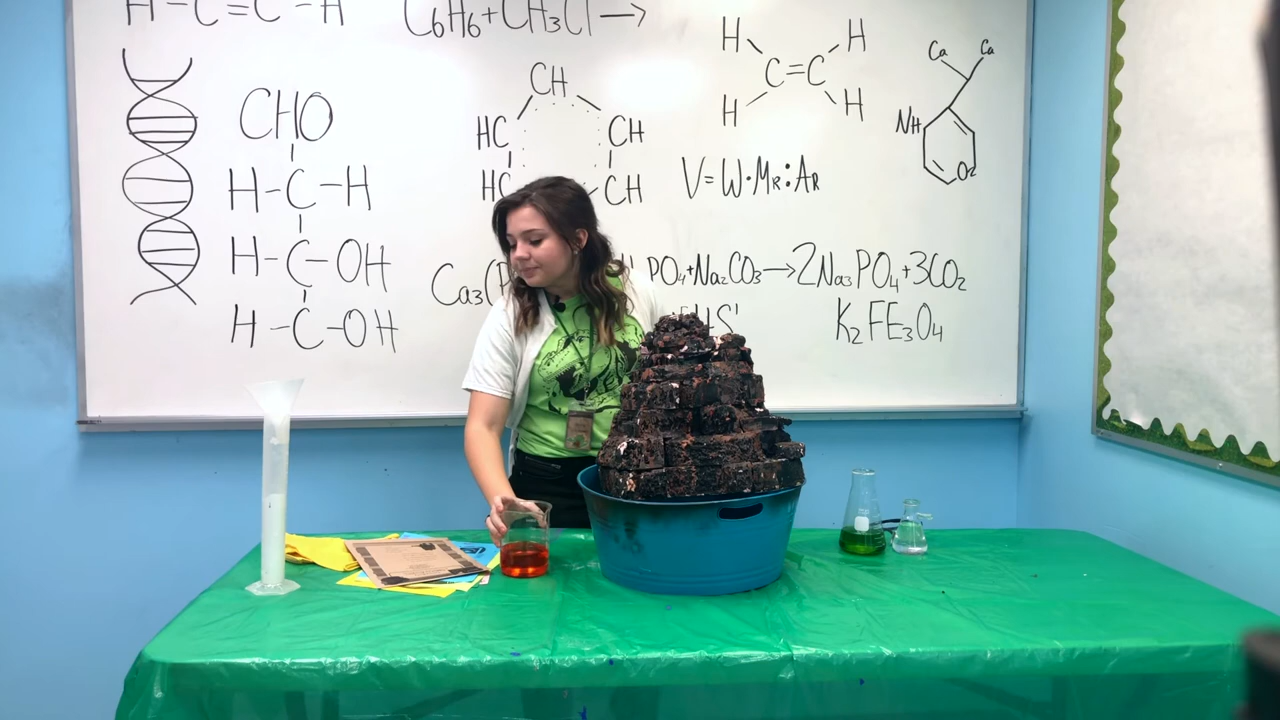 H-C=C-H
C6H6+CH3Cl→
H H
C=C
H H
Ca Ca
NH
O2
CHO
H-C-H
H-C-OH
H-C-OH
CH
HC CH
HC CH
V=W·MR:AR
Ca3(P PO4+Na2CO3→2Na3PO4+3CO2
K2FE3O4